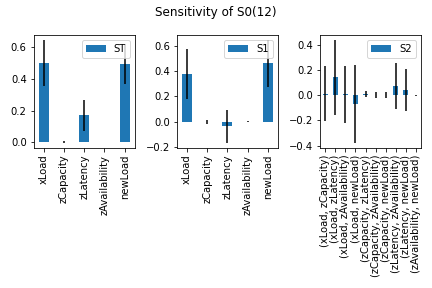 Sensitivity of S0(12)
ST
0.6
0.4
0.2
0.0
xLoad
zCapacity
zLatency
zAvailability
newLoad
S1
0.6
0.4
0.2
0.0
−0.2
xLoad
zCapacity
zLatency
zAvailability
newLoad
S2
0.4
0.2
0.0
−0.2
−0.4
(xLoad, zCapacity)
(xLoad, zLatency)
(xLoad, zAvailability)
(xLoad, newLoad)
(zCapacity, zLatency)
(zCapacity, zAvailability)
(zCapacity, newLoad)
(zLatency, zAvailability)
(zLatency, newLoad)
(zAvailability, newLoad)